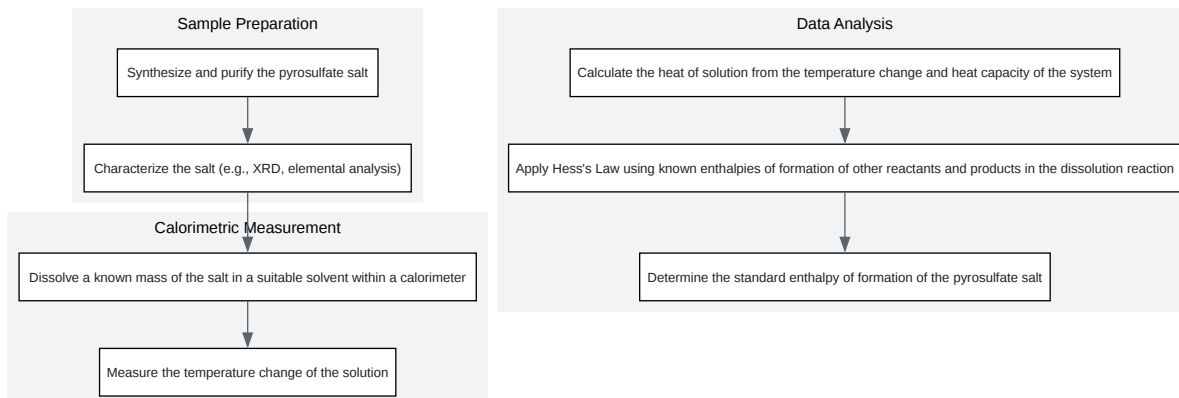 Sample Preparation
Synthesize and purify the pyrosulfate salt
Characterize the salt (e.g., XRD, elemental analysis)
Calorimetric Measurement
Dissolve a known mass of the salt in a suitable solvent within a calorimeter
Measure the temperature change of the solution
Data Analysis
Calculate the heat of solution from the temperature change and heat capacity of the system
Apply Hess's Law using known enthalpies of formation of other reactants and products in the dissolution reaction
Determine the standard enthalpy of formation of the pyrosulfate salt